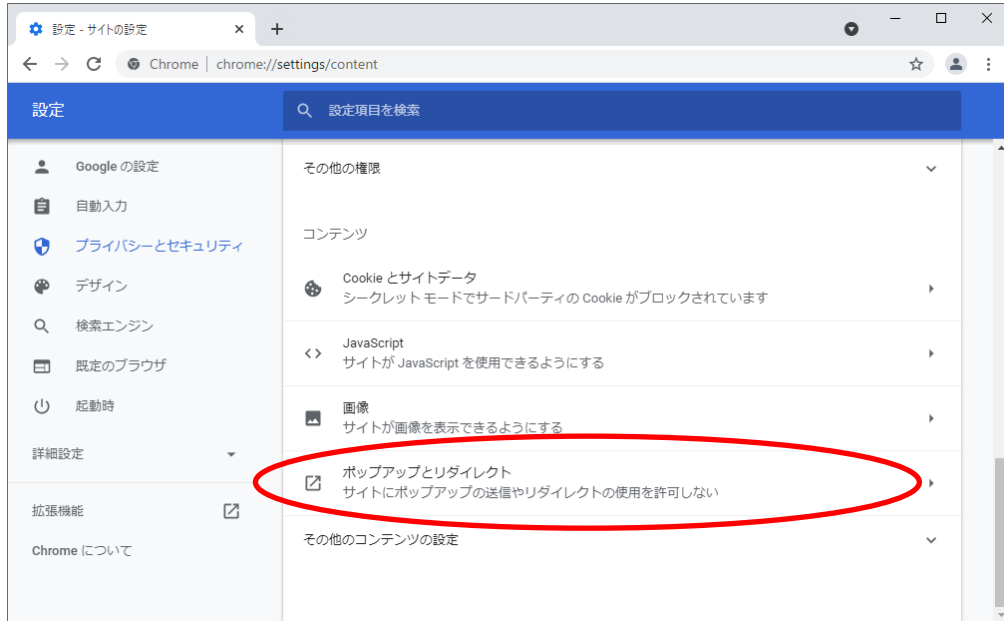 設定 - サイトの設定
Chrome | chrome://settings/content
設定
設定項目を検索
Google の設定
自動入力
プライバシーとセキュリティ
デザイン
検索エンジン
既定のブラウザ
起動時
詳細設定
拡張機能
Chrome について
その他の権限
コンテンツ
Cookie とサイトデータ
シークレット モードでサードパーティの Cookie がブロックされています
JavaScript
サイトが JavaScript を使用できるようにする
画像
サイトが画像を表示できるようにする
ポップアップとリダイレクト
サイトにポップアップの送信やリダイレクトの使用を許可しない
その他のコンテンツの設定